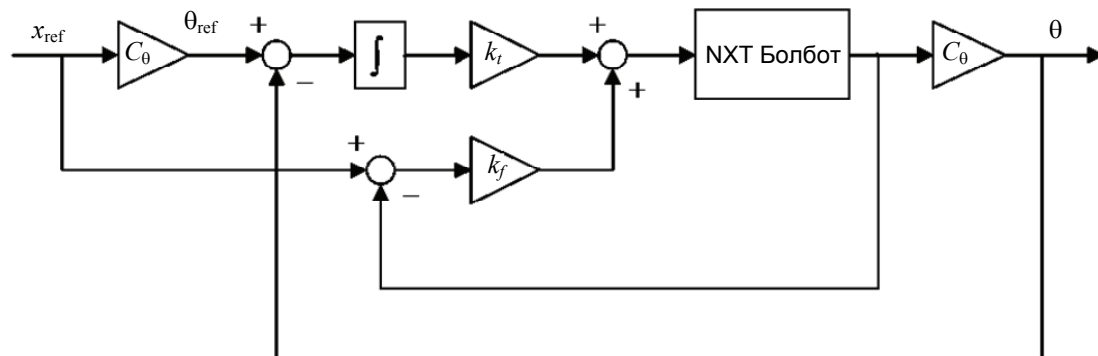 x_ref
C_θ
θ_ref
+
−
∫
k_t
+
+
NXT Болбот
C_θ
θ
+
−
k_f